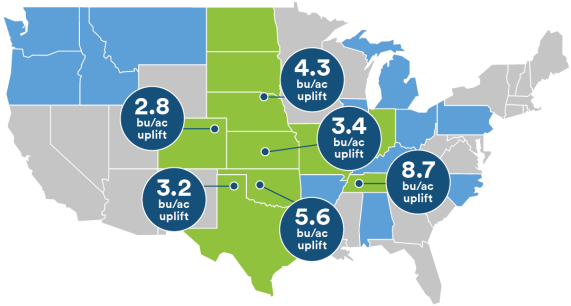 4.3
bu/ac
uplift
2.8
bu/ac
uplift
3.4
bu/ac
uplift
8.7
bu/ac
uplift
3.2
bu/ac
uplift
5.6
bu/ac
uplift